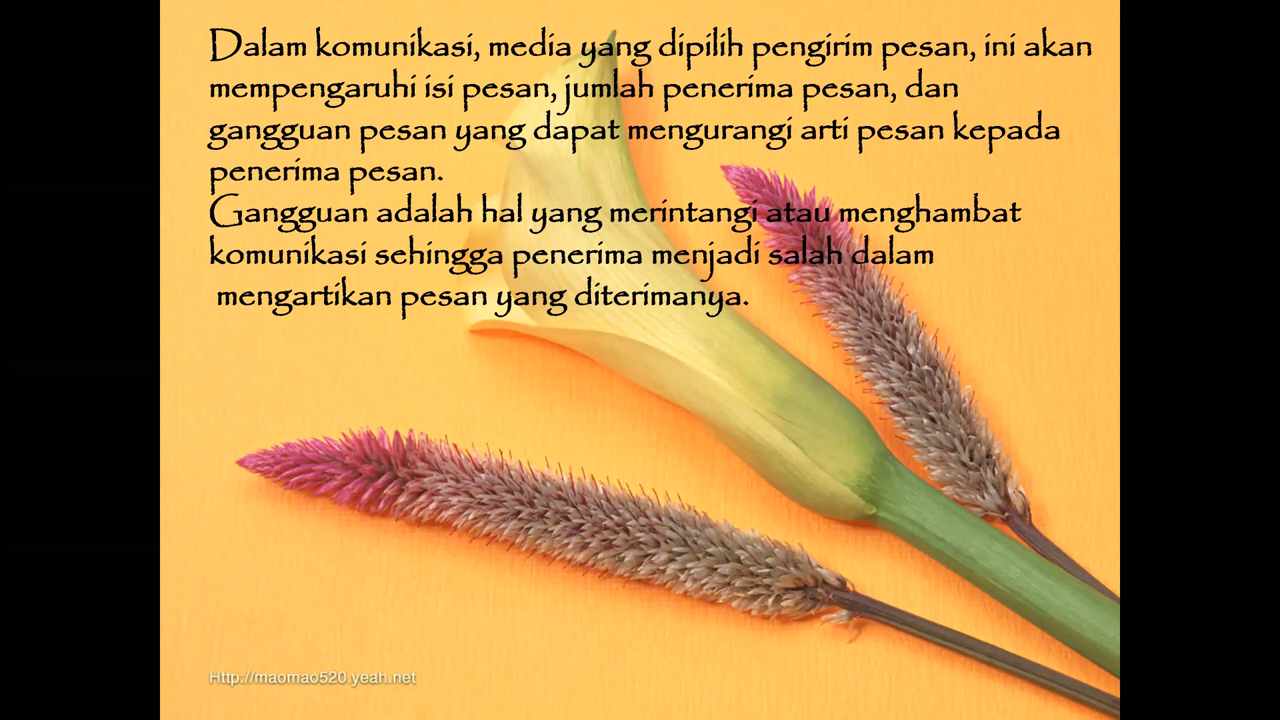 Dalam komunikasi, media yang dipilih pengirim pesan, ini akan
mempengaruhi isi pesan, jumlah penerima pesan, dan
gangguan pesan yang dapat mengurangi arti pesan kepada
penerima pesan.
Gangguan adalah hal yang merintangi atau menghambat
komunikasi sehingga penerima menjadi salah dalam
mengartikan pesan yang diterimanya.
Http://maomao520.yeah.net